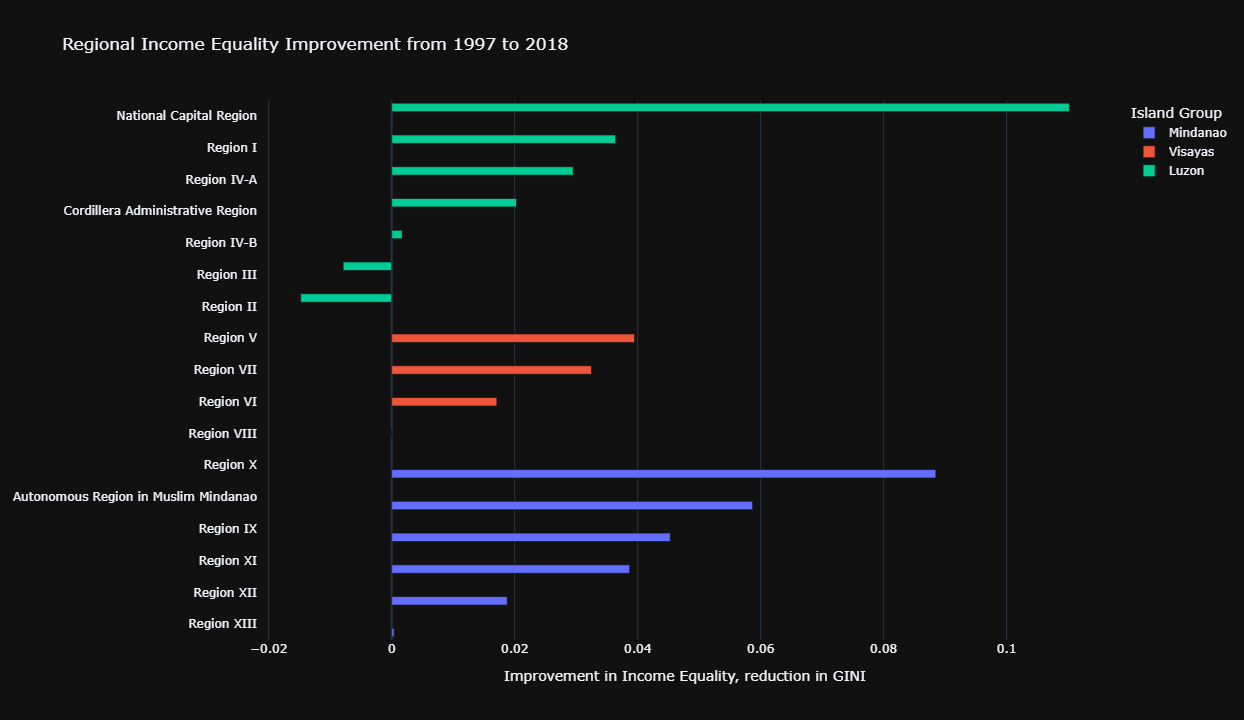 Regional Income Equality Improvement from 1997 to 2018
National Capital Region
Region I
Region IV-A
Cordillera Administrative Region
Region IV-B
Region III
Region II
Region V
Region VII
Region VI
Region VIII
Region X
Autonomous Region in Muslim Mindanao
Region IX
Region XI
Region XII
Region XIII
−0.02 0 0.02 0.04 0.06 0.08 0.1
Improvement in Income Equality, reduction in GINI
Island Group
Mindanao
Visayas
Luzon